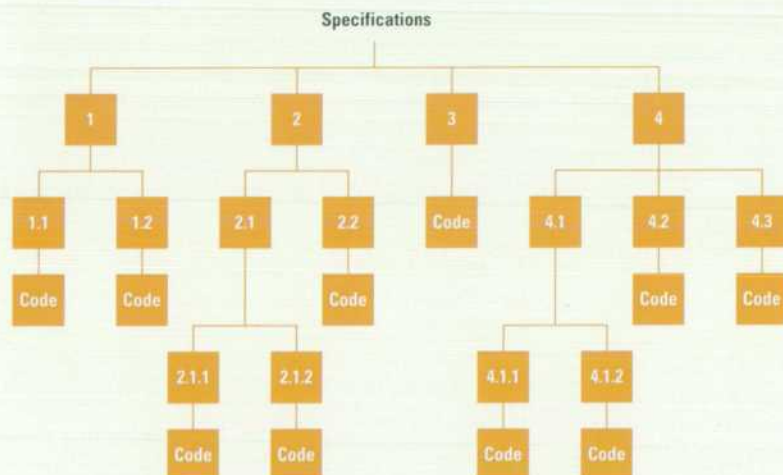 Specifications
1 2 3 4
1.1 1.2 2.1 2.2 Code 4.1 4.2 4.3
Code Code Code Code Code
2.1.1 2.1.2 4.1.1 4.1.2
Code Code Code Code